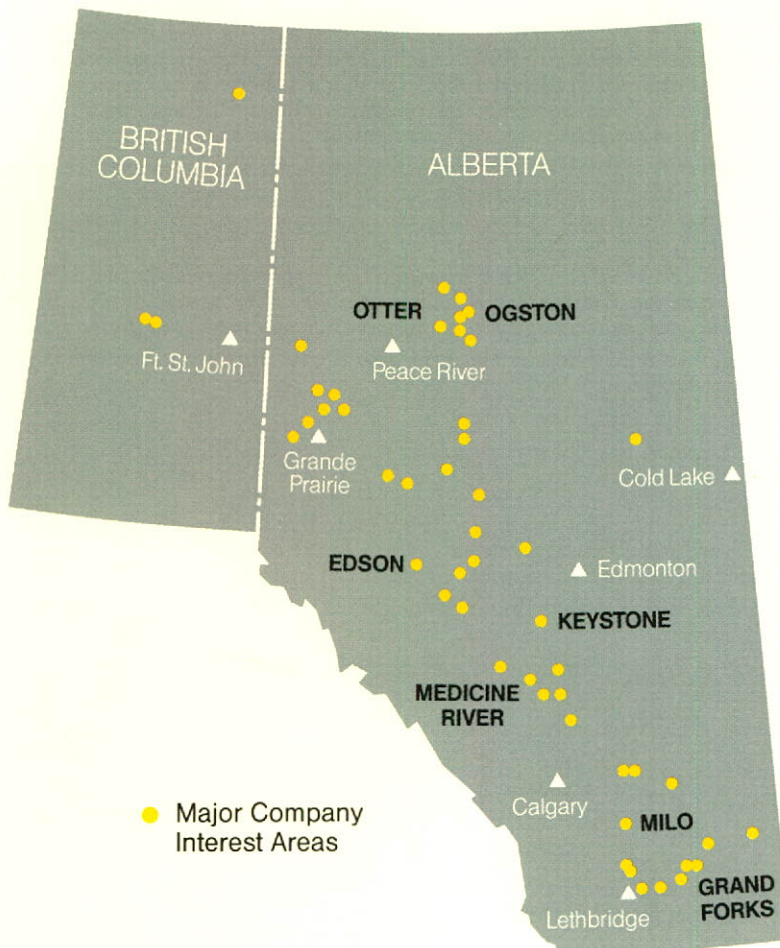 BRITISH
COLUMBIA
ALBERTA
OTTER
OGSTON
Ft. St. John
Peace River
Grande
Prairie
Cold Lake
EDSON
Edmonton
KEYSTONE
MEDICINE
RIVER
Calgary
MILO
Major Company
Interest Areas
GRAND
FORKS
Lethbridge